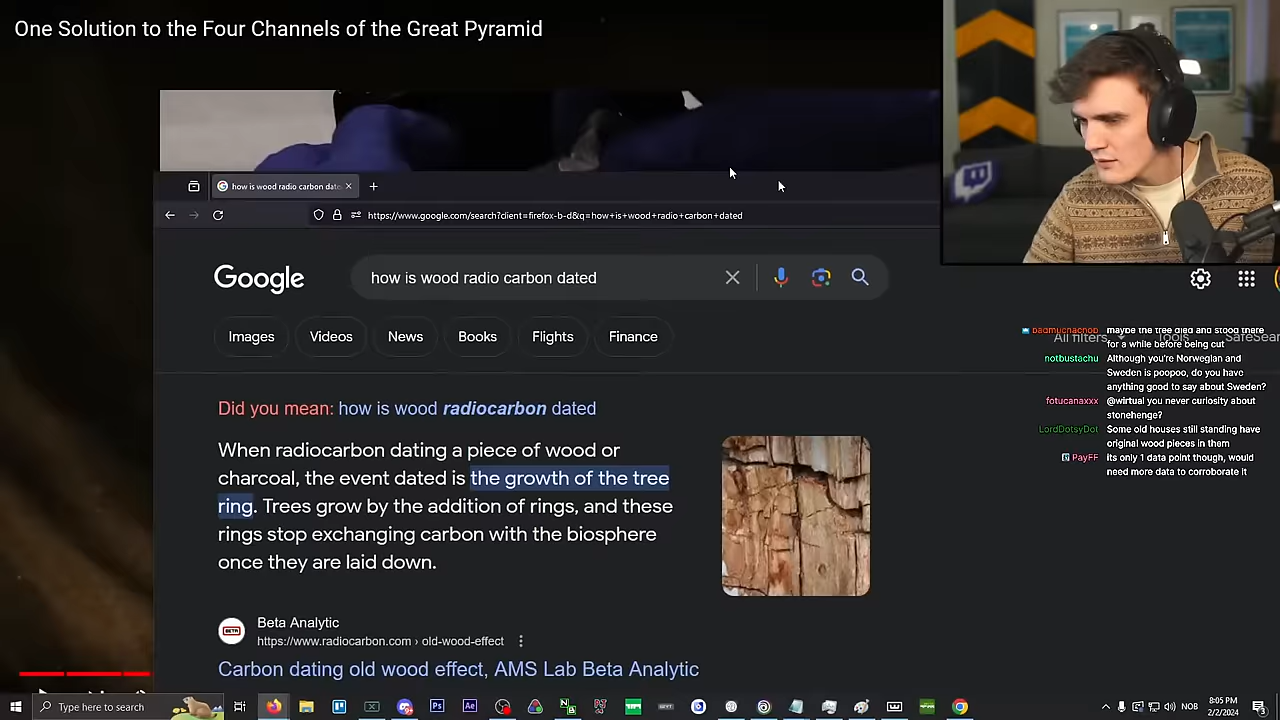 One Solution to the Four Channels of the Great Pyramid
how is wood radio carbon date
https://www.google.com/search?client=firefox-b-d&q=how+is+wood+radio+carbon+dated
Google
how is wood radio carbon dated
Images
Videos
News
Books
Flights
Finance
All filters
Tools
SafeSear
badmuchachob maybe the tree died and stood there
for a while before being cut
notbustachu Although you're Norwegian and
Sweden is poopoo, do you have
anything good to say about Sweden?
fotucanaxxx @wirtual you never curiosity about
stonehenge?
LordDotsyDot Some old houses still standing have
original wood pieces in them
PayFF its only 1 data point though, would
need more data to corroborate it
Did you mean: how is wood radiocarbon dated
When radiocarbon dating a piece of wood or
charcoal, the event dated is the growth of the tree
ring. Trees grow by the addition of rings, and these
rings stop exchanging carbon with the biosphere
once they are laid down.
BETA
Beta Analytic
https://www.radiocarbon.com › old-wood-effect
Carbon dating old wood effect, AMS Lab Beta Analytic
Type here to search
Ps
Ae
NOB
8:05 PM
2/2/2024